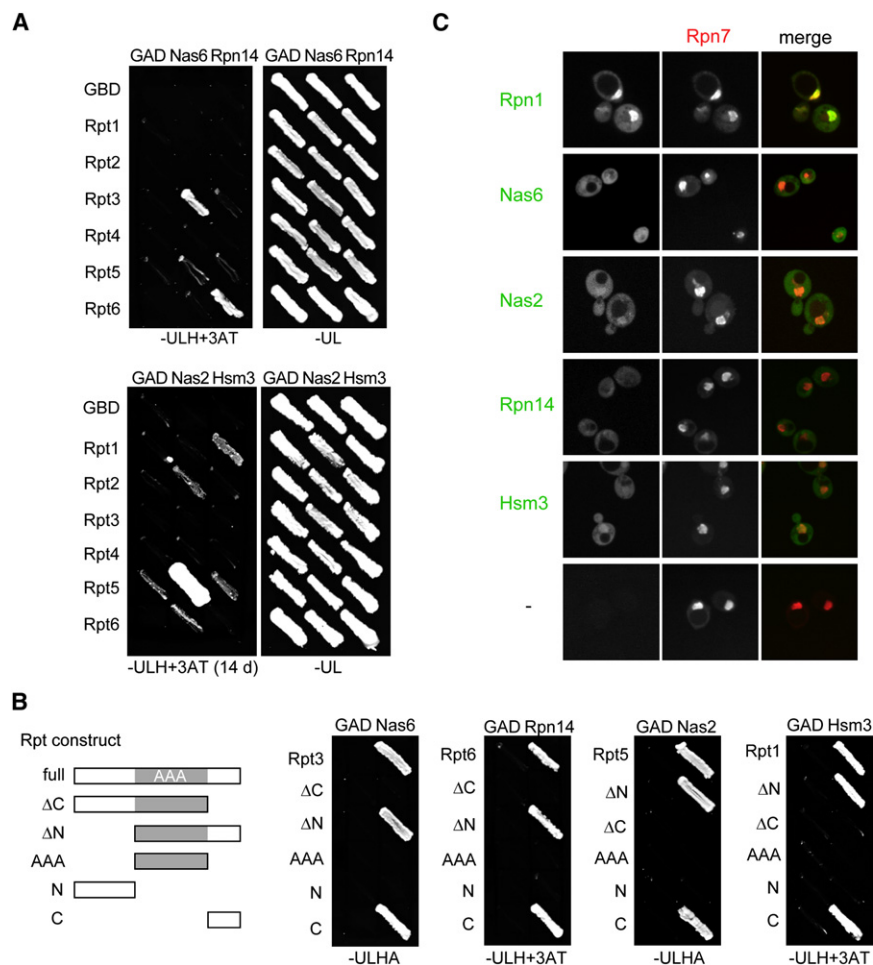 A
GAD Nas6 Rpn14 GAD Nas6 Rpn14
GBD
Rpt1
Rpt2
Rpt3
Rpt4
Rpt5
Rpt6
-ULH+3AT -UL
GAD Nas2 Hsm3 GAD Nas2 Hsm3
GBD
Rpt1
Rpt2
Rpt3
Rpt4
Rpt5
Rpt6
-ULH+3AT (14 d) -UL
C
Rpn7 merge
Rpn1
Nas6
Nas2
Rpn14
Hsm3
-
B
Rpt construct
full AAA
ΔC
ΔN
AAA
N
C
GAD Nas6
Rpt3
ΔC
ΔN
AAA
N
C
-ULHA
GAD Rpn14
Rpt6
ΔC
ΔN
AAA
N
C
-ULH+3AT
GAD Nas2
Rpt5
ΔN
ΔC
AAA
N
C
-ULHA
GAD Hsm3
Rpt1
ΔN
ΔC
AAA
N
C
-ULH+3AT